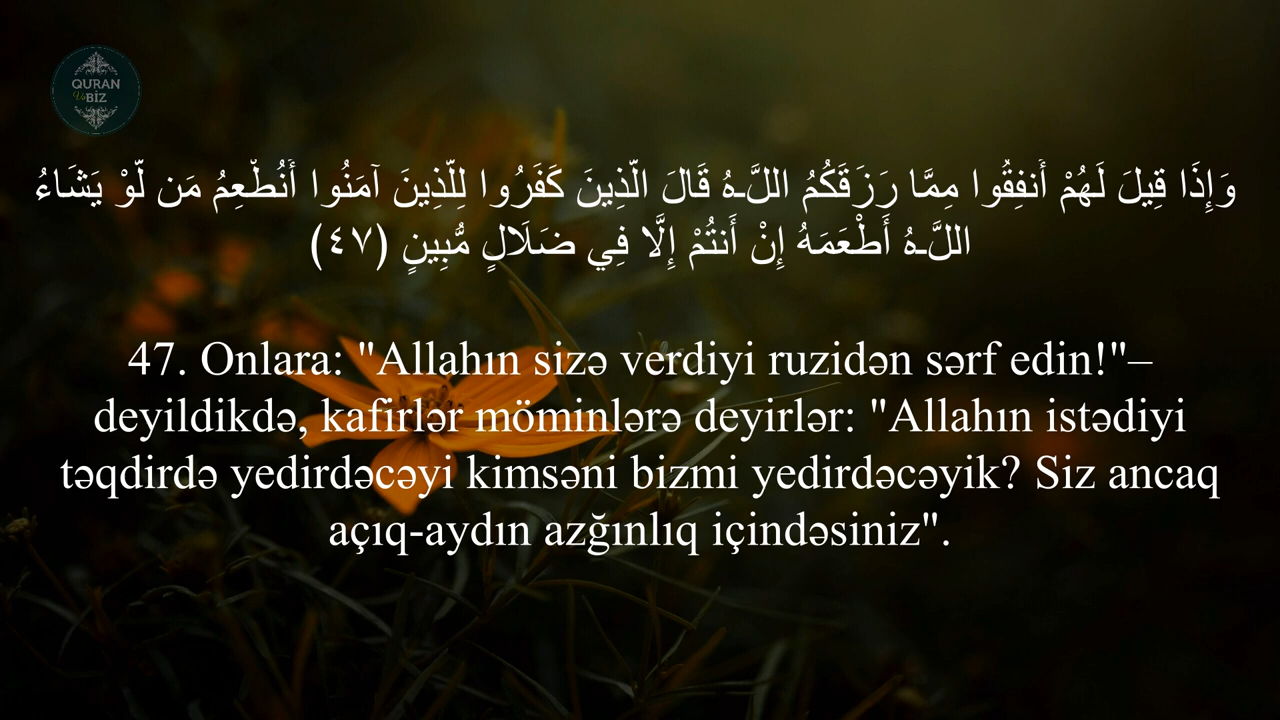 QURAN
Və BİZ
وَإِذَا قِيلَ لَهُمْ أَنفِقُوا مِمَّا رَزَقَكُمُ اللَّـهُ قَالَ الَّذِينَ كَفَرُوا لِلَّذِينَ آمَنُوا أَنُطْعِمُ مَن لَّوْ يَشَاءُ
اللَّـهُ أَطْعَمَهُ إِنْ أَنتُمْ إِلَّا فِي ضَلَالٍ مُّبِينٍ ﴿٤٧﴾
47. Onlara: "Allahın sizə verdiyi ruzidən sərf edin!"–
deyildikdə, kafirlər möminlərə deyirlər: "Allahın istədiyi
təqdirdə yedirdəcəyi kimsəni bizmi yedirdəcəyik? Siz ancaq
açıq-aydın azğınlıq içindəsiniz".